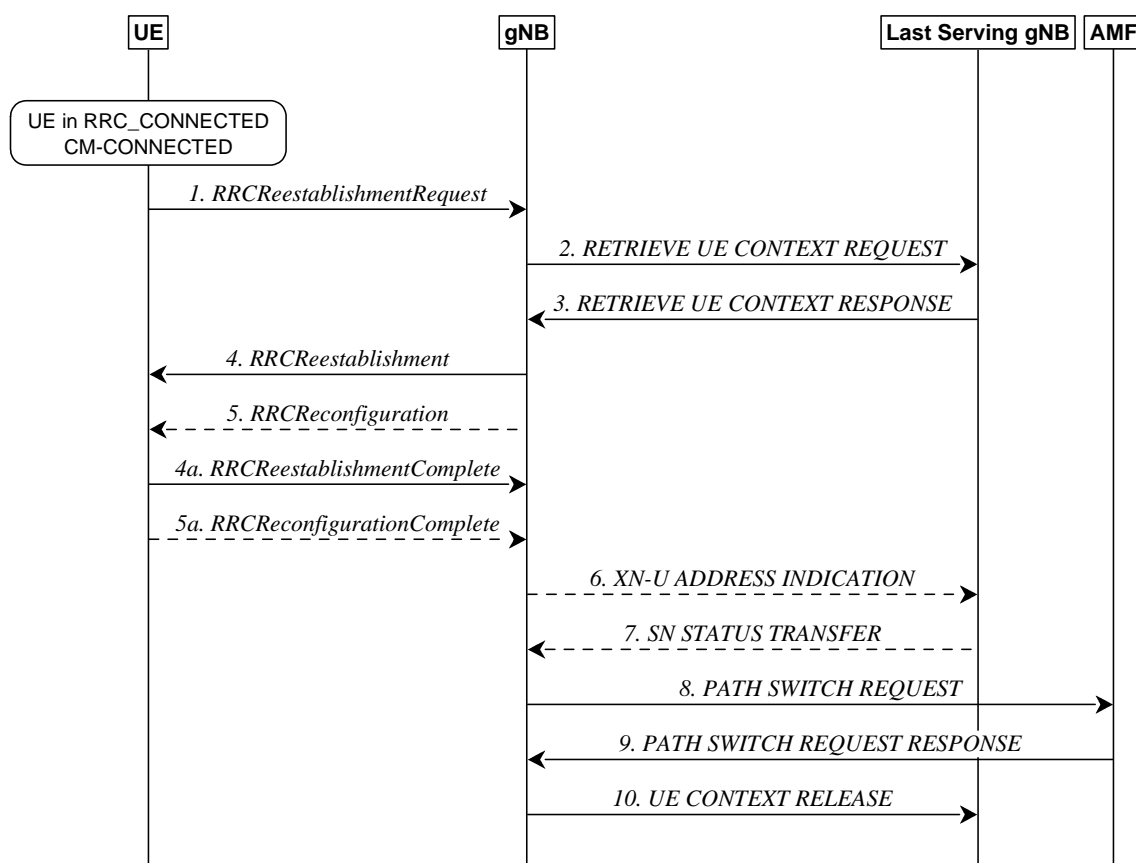 UE
gNB
Last Serving gNB
AMF
UE in RRC_CONNECTED
CM-CONNECTED
1. RRCReestablishmentRequest
2. RETRIEVE UE CONTEXT REQUEST
3. RETRIEVE UE CONTEXT RESPONSE
4. RRCReestablishment
5. RRCReconfiguration
4a. RRCReestablishmentComplete
5a. RRCReconfigurationComplete
6. XN-U ADDRESS INDICATION
7. SN STATUS TRANSFER
8. PATH SWITCH REQUEST
9. PATH SWITCH REQUEST RESPONSE
10. UE CONTEXT RELEASE